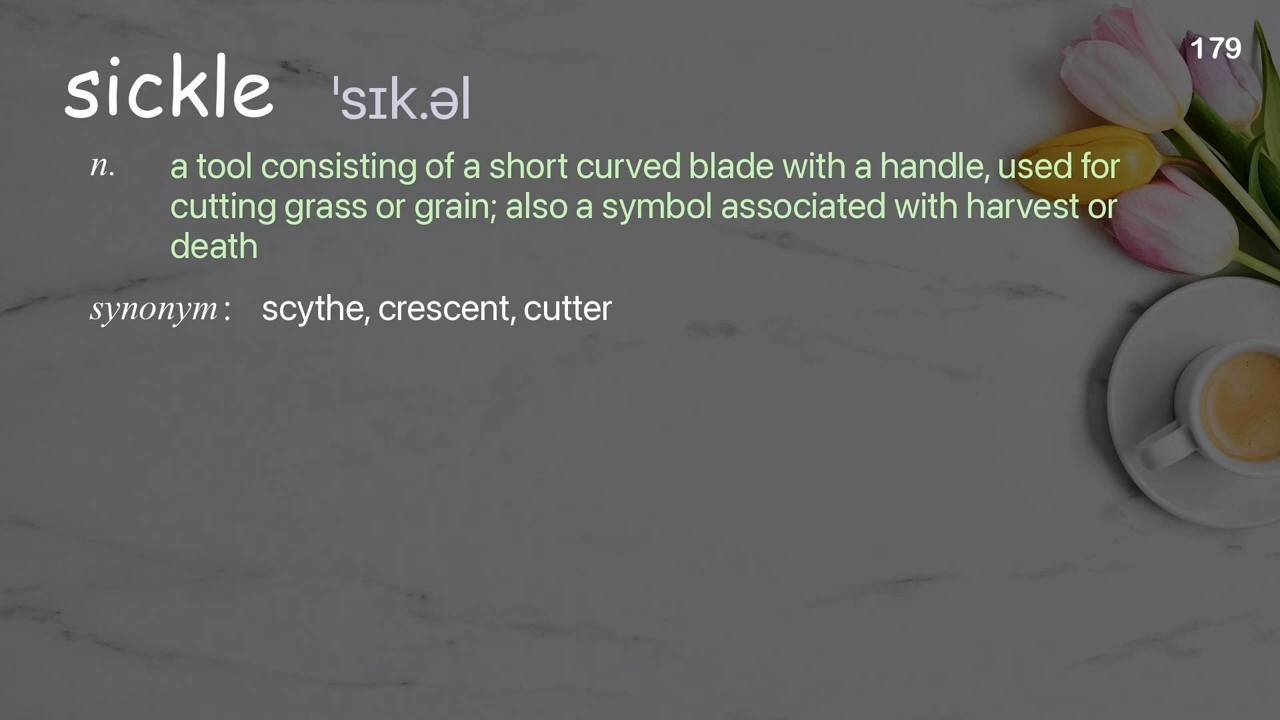 179
sickle ˈsɪk.əl
n. a tool consisting of a short curved blade with a handle, used for
cutting grass or grain; also a symbol associated with harvest or
death
synonym: scythe, crescent, cutter